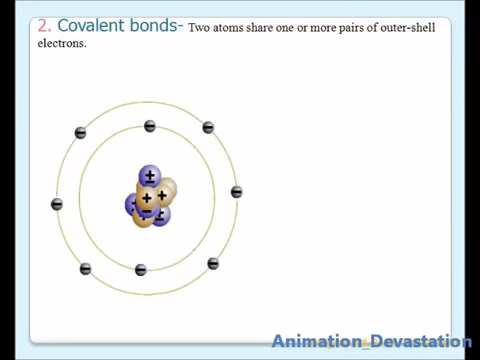 2. Covalent bonds- Two atoms share one or more pairs of outer-shell
electrons.
Animation_Devastation